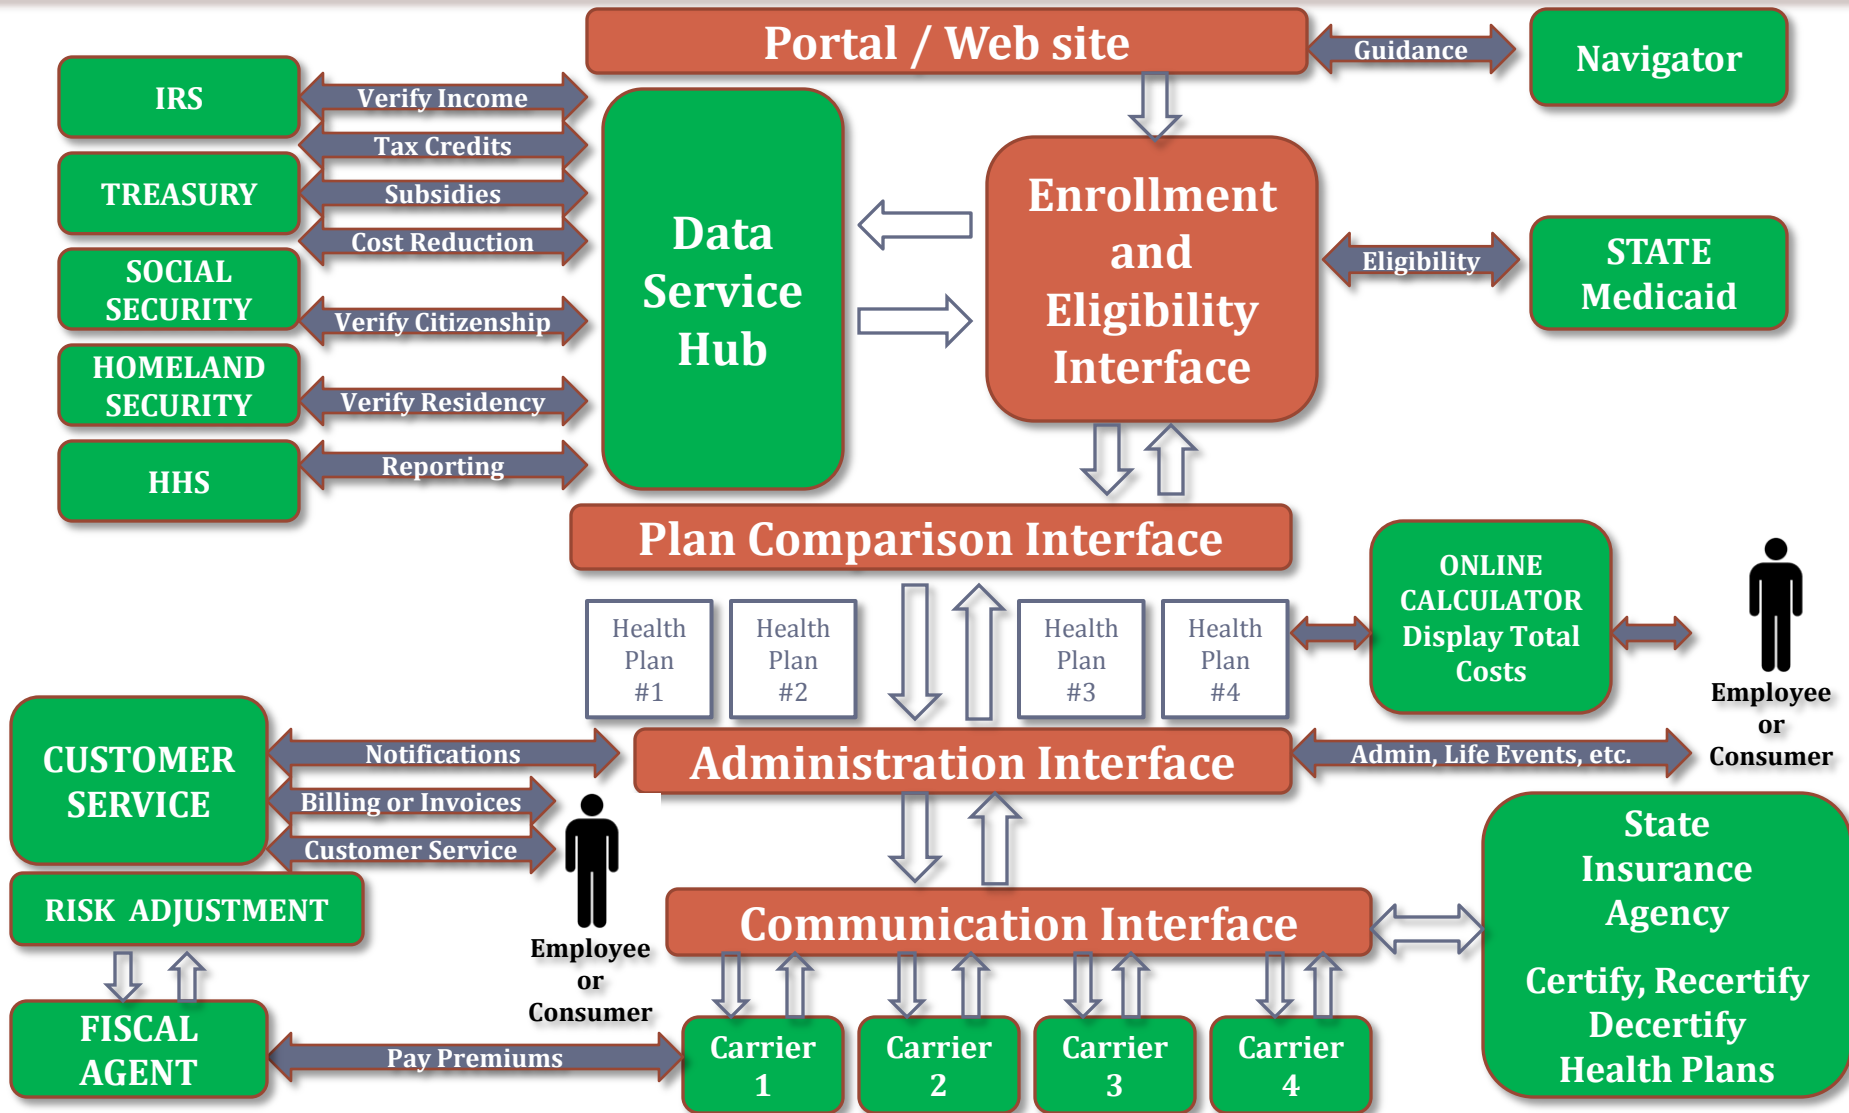 Portal / Web site
Guidance
Navigator
IRS
Verify Income
Tax Credits
TREASURY
Subsidies
Cost Reduction
SOCIAL
SECURITY
Verify Citizenship
HOMELAND
SECURITY
Verify Residency
HHS
Reporting
Data
Service
Hub
Enrollment
and
Eligibility
Interface
Eligibility
STATE
Medicaid
Plan Comparison Interface
Health
Plan
#1
Health
Plan
#2
Health
Plan
#3
Health
Plan
#4
ONLINE
CALCULATOR
Display Total
Costs
Employee
or
Consumer
CUSTOMER
SERVICE
Notifications
Billing or Invoices
Customer Service
Administration Interface
Admin, Life Events, etc.
RISK ADJUSTMENT
Employee
or
Consumer
Communication Interface
State
Insurance
Agency
Certify, Recertify
Decertify
Health Plans
FISCAL
AGENT
Pay Premiums
Carrier
1
Carrier
2
Carrier
3
Carrier
4